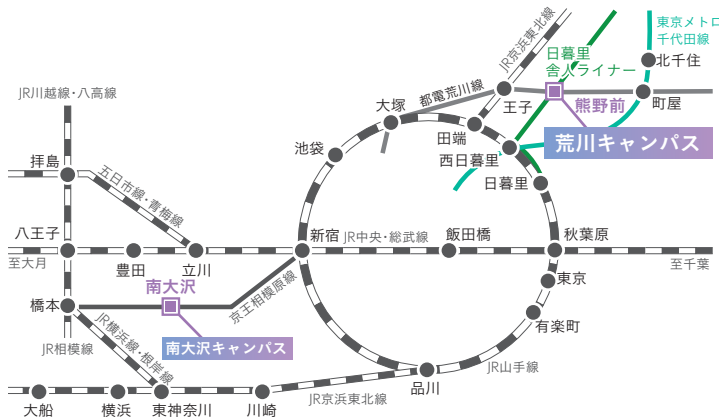 JR京浜東北線
東京メトロ
千代田線
日暮里
舎人ライナー
北千住
JR川越線・八高線
都電荒川線
大塚
王子
熊野前
町屋
田端
荒川キャンパス
池袋
西日暮里
拝島
日暮里
五日市線・青梅線
八王子
新宿
JR中央・総武線
飯田橋
秋葉原
至大月
豊田
立川
至千葉
南大沢
京王相模原線
東京
橋本
有楽町
JR横浜線・根岸線
JR相模線
南大沢キャンパス
JR山手線
品川
JR京浜東北線
大船
横浜
東神奈川
川崎